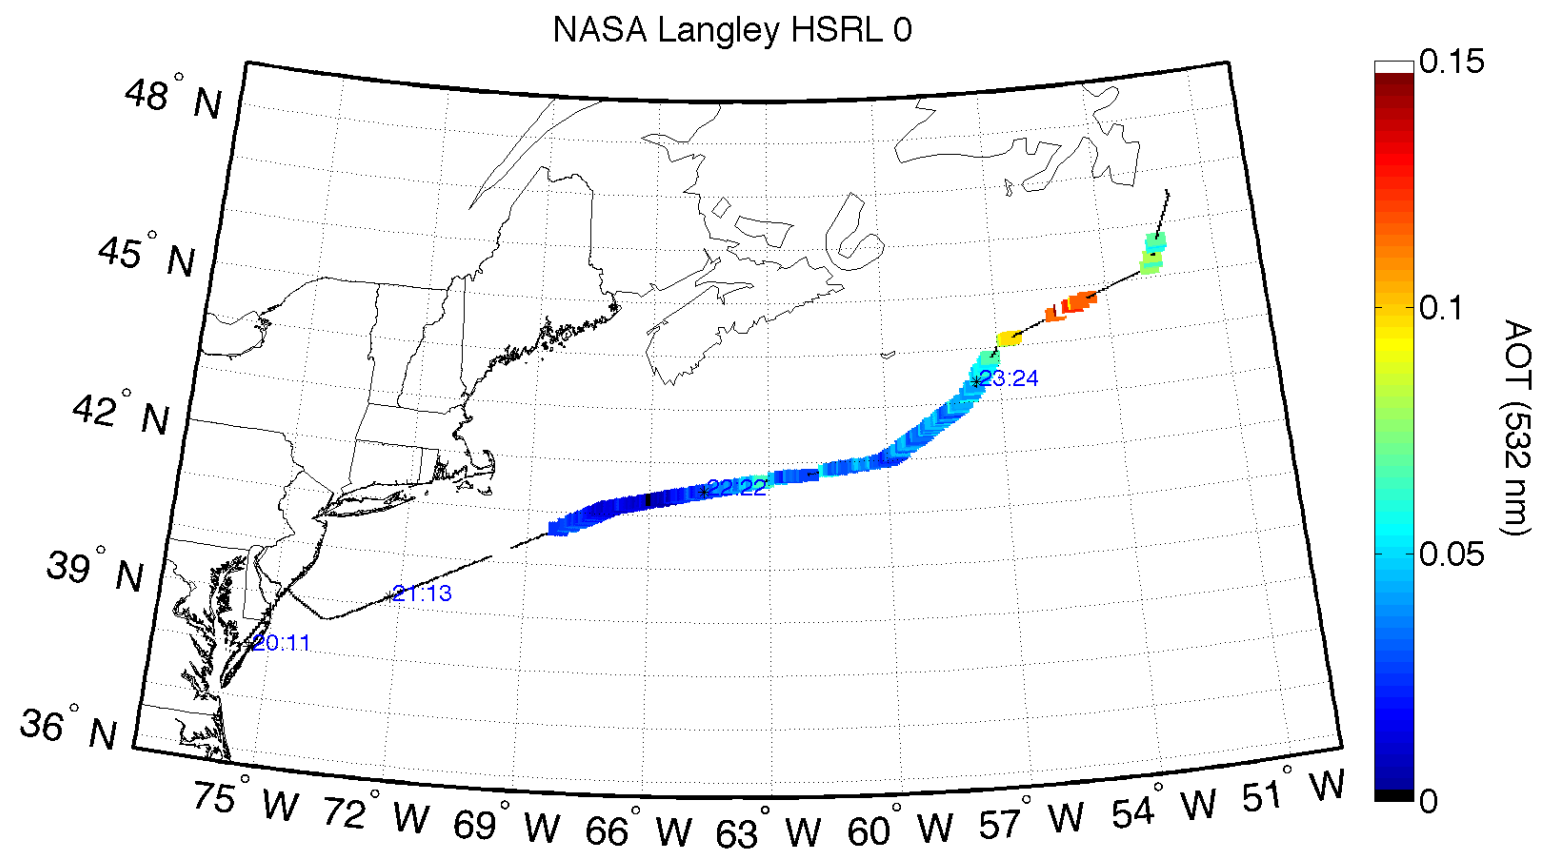 NASA Langley HSRL 0
48° N
45° N
42° N
39° N
36° N
75° W
72° W
69° W
66° W
63° W
60° W
57° W
54° W
51° W
20:11
21:13
22:22
23:24
0.15
0.1
0.05
0
AOT (532 nm)